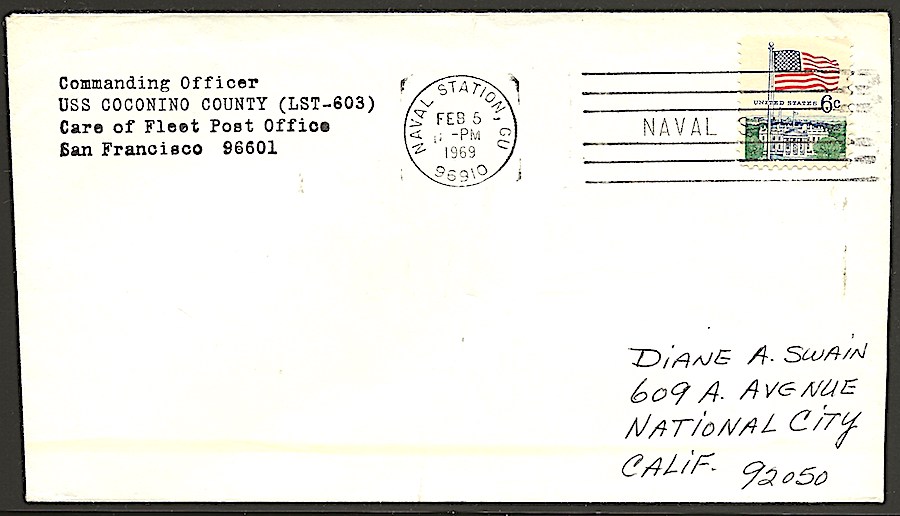 Commanding Officer
USS COCONINO COUNTY (LST-603)
Care of Fleet Post Office
San Francisco 96601
NAVAL STATION, GU
FEB 5
-PM
1969
96910
NAVAL
UNITED STATES 6c
DIANE A. SWAIN
609 A. AVENUE
NATIONAL CITY
CALIF. 92050